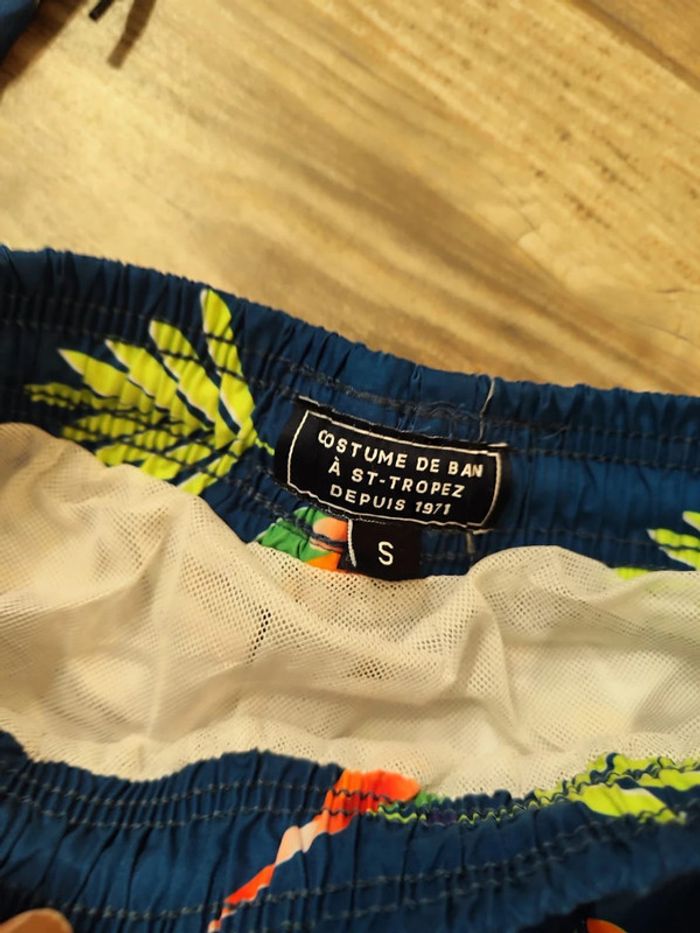 COSTUME DE BAN
À ST-TROPEZ
DEPUIS 1971
S